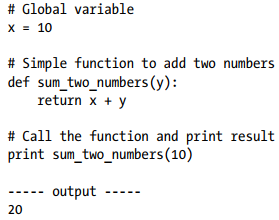 # Global variable
x = 10
# Simple function to add two numbers
def sum_two_numbers(y):
    return x + y
# Call the function and print result
print sum_two_numbers(10)
----- output -----
20